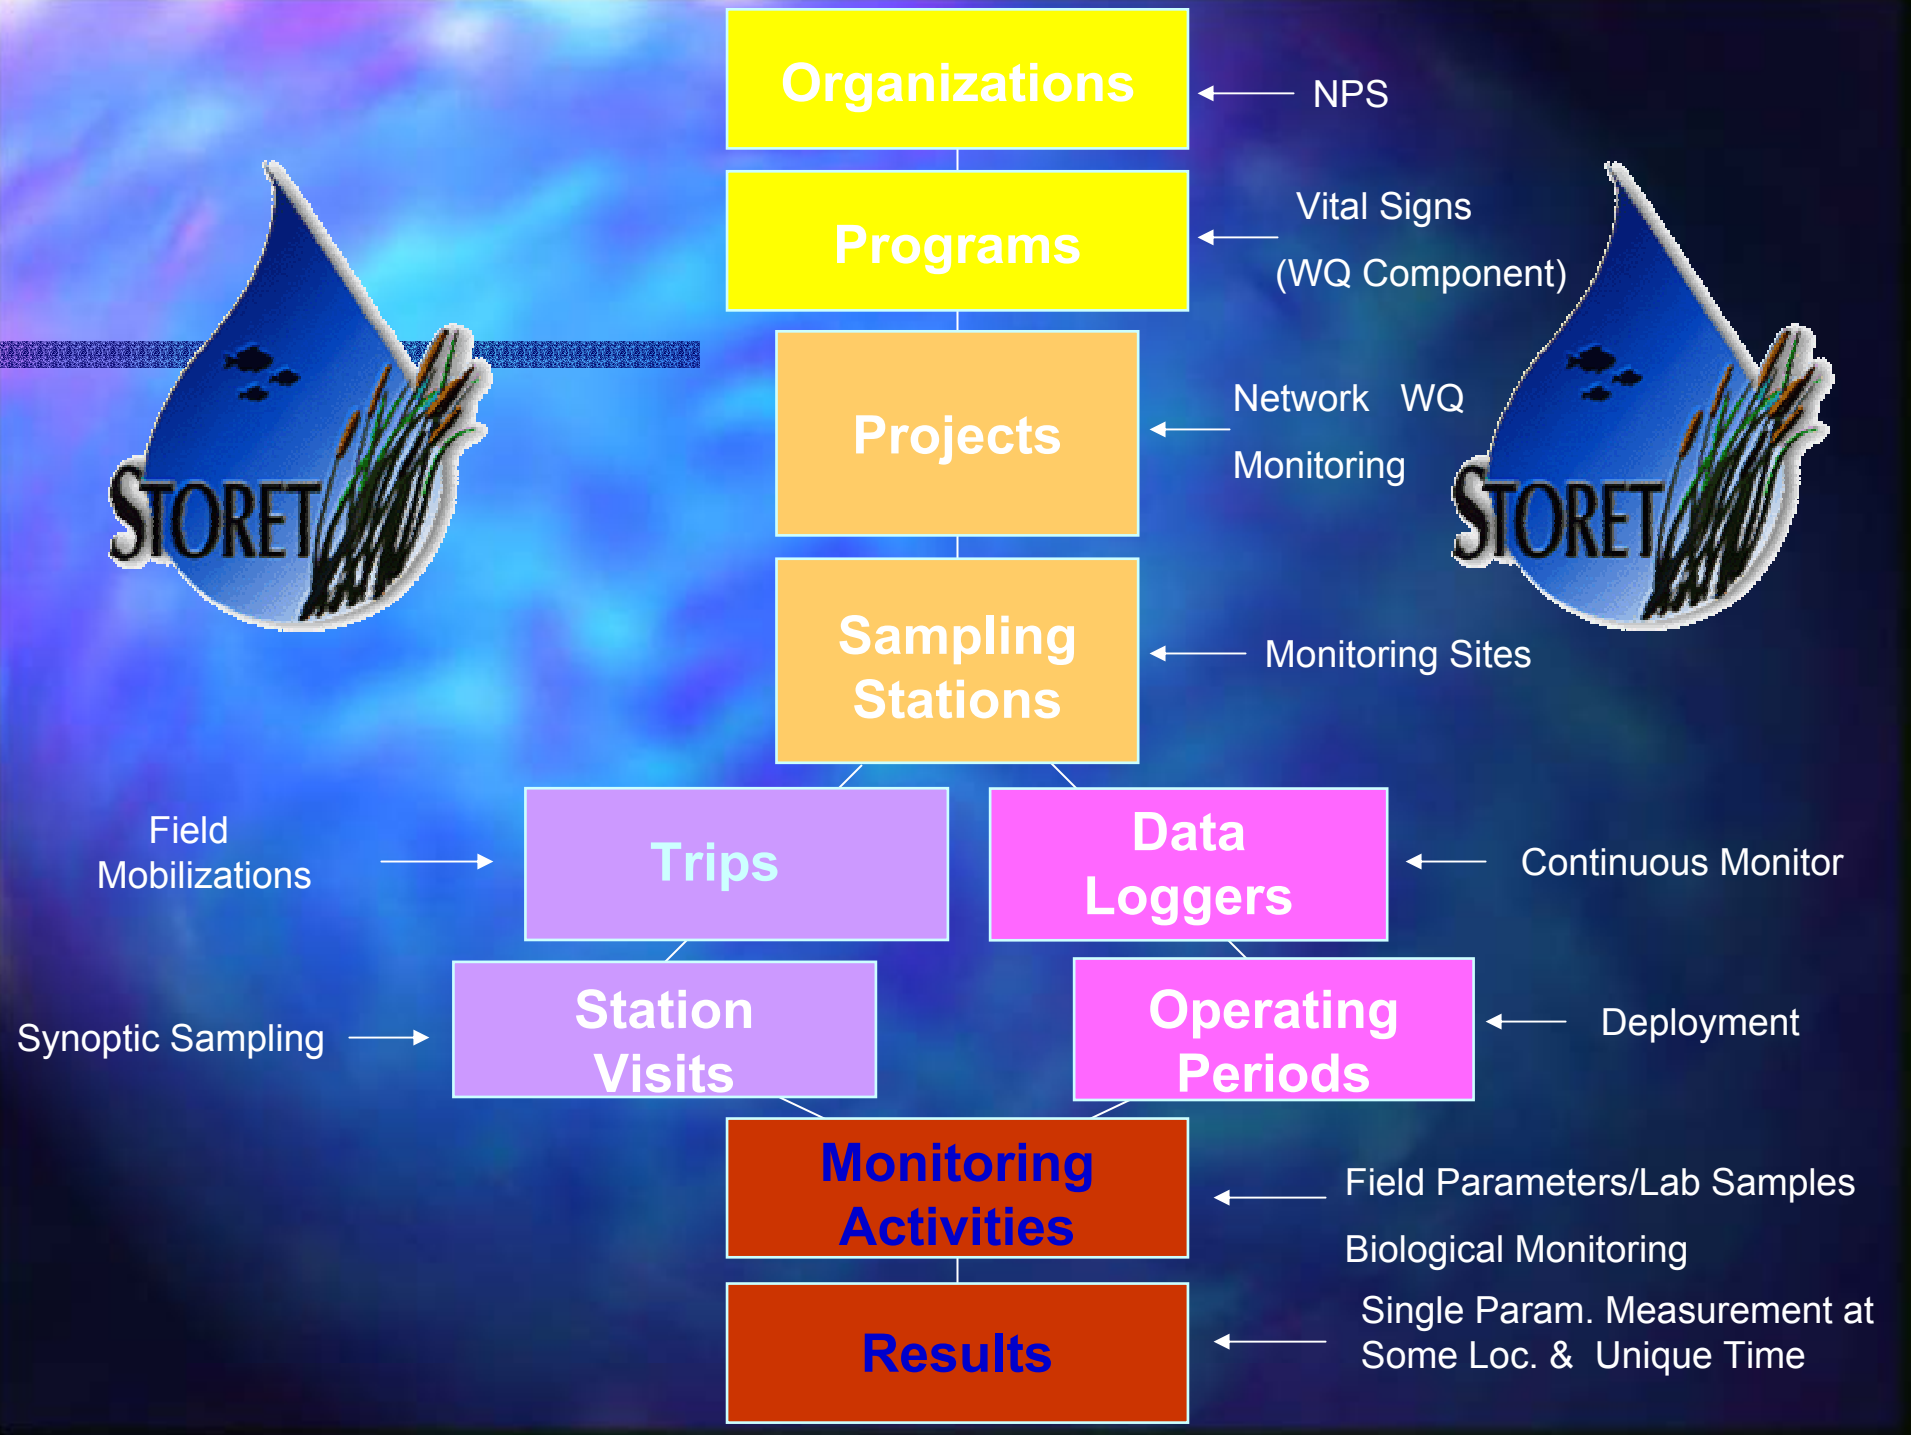 Organizations
NPS
Programs
Vital Signs
(WQ Component)
STORET
STORET
Projects
Network WQ
Monitoring
Sampling
Stations
Monitoring Sites
Field
Mobilizations
Trips
Data
Loggers
Continuous Monitor
Synoptic Sampling
Station
Visits
Operating
Periods
Deployment
Monitoring
Activities
Field Parameters/Lab Samples
Biological Monitoring
Results
Single Param. Measurement at
Some Loc. & Unique Time